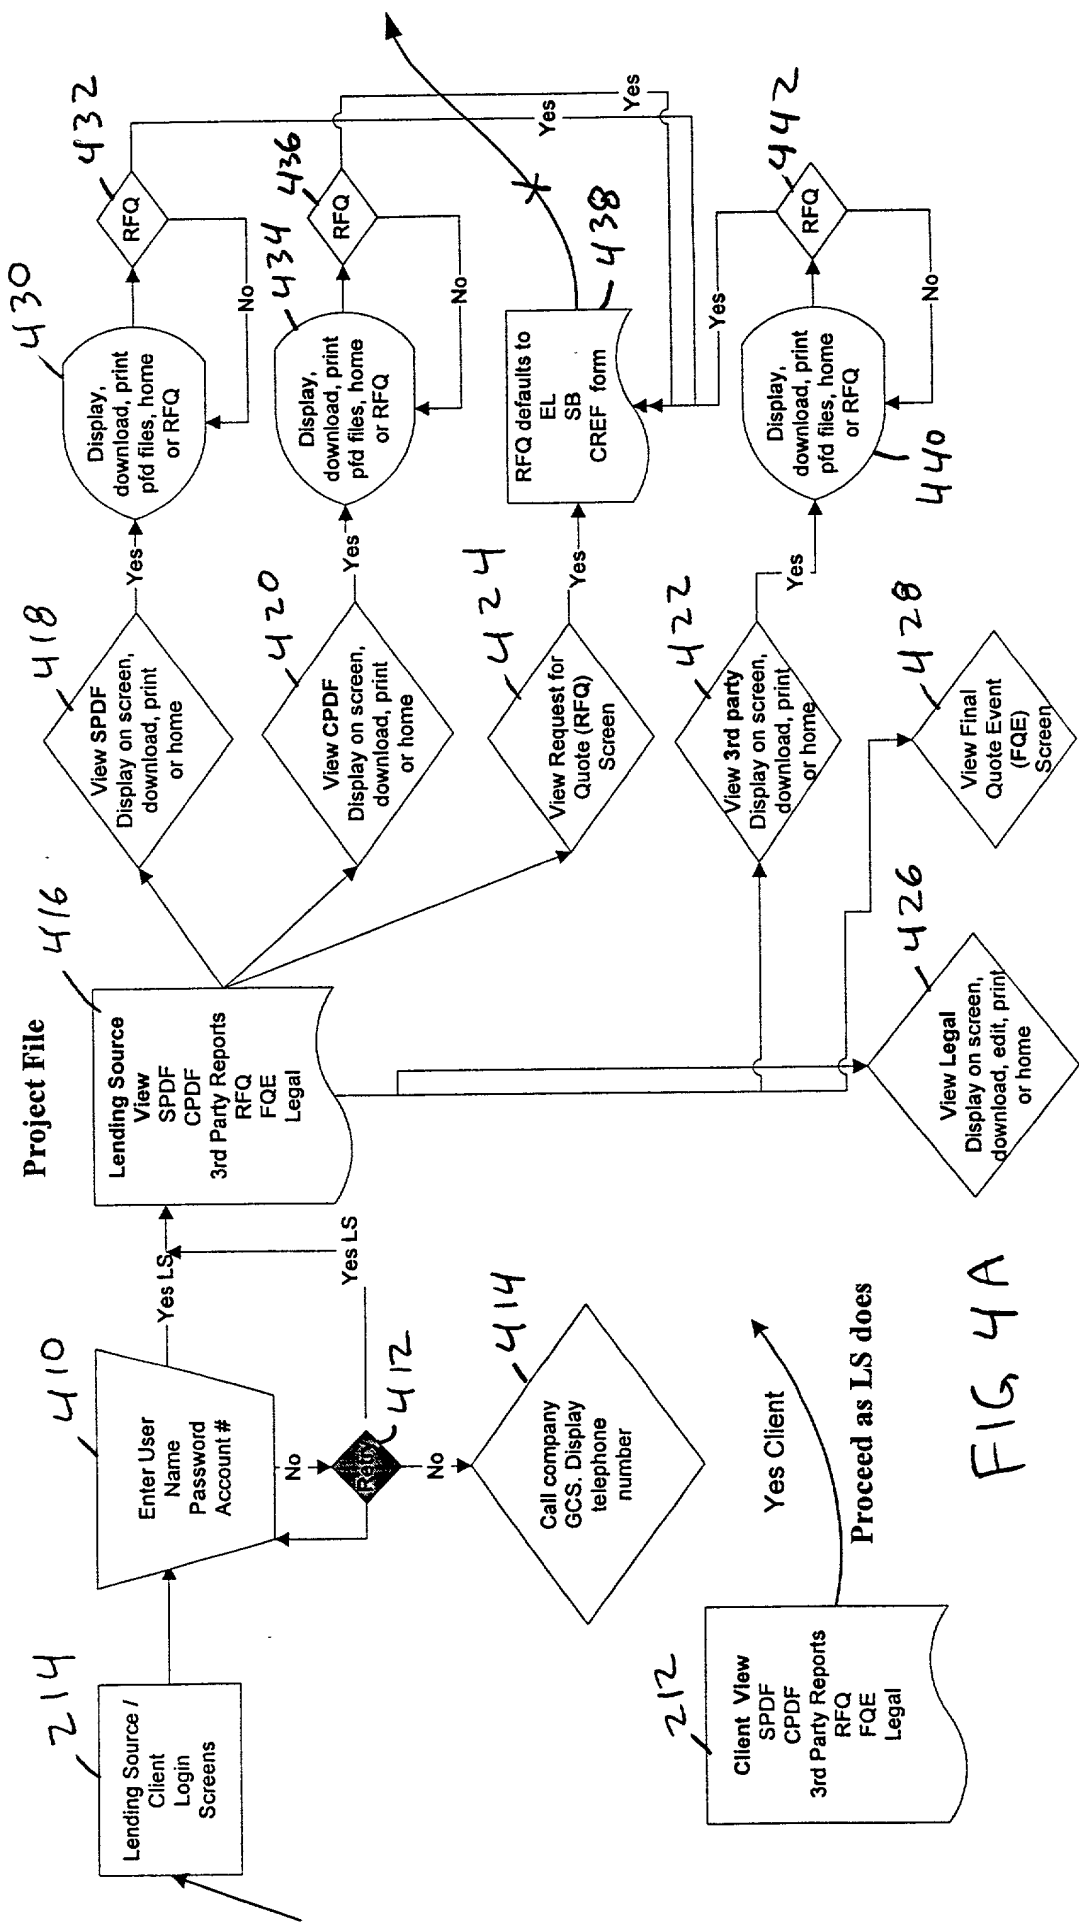 Project File
214
Lending Source /
Client
Login
Screens
410
Enter User
Name
Password
Account #
Yes LS
No
Retry
412
Yes LS
No
414
Call company
GCS. Display
telephone
number
416
Lending Source
View
SPDF
CPDF
3rd Party Reports
RFQ
FQE
Legal
418
View SPDF
Display on screen,
download, print
or home
Yes
430
Display,
download, print
pfd files, home
or RFQ
432
RFQ
No
Yes
420
View CPDF
Display on screen,
download, print
or home
Yes
434
Display,
download, print
pfd files, home
or RFQ
436
RFQ
No
Yes
424
View Request for
Quote (RFQ)
Screen
Yes
RFQ defaults to
EL
SB
CREF form
438
422
View 3rd party
Display on screen,
download, print
or home
Yes
440
Display,
download, print
pfd files, home
or RFQ
442
RFQ
Yes
No
426
View Legal
Display on screen,
download, edit, print
or home
428
View Final
Quote Event
(FQE)
Screen
212
Client View
SPDF
CPDF
3rd Party Reports
RFQ
FQE
Legal
Yes Client
Proceed as LS does
FIG 4A